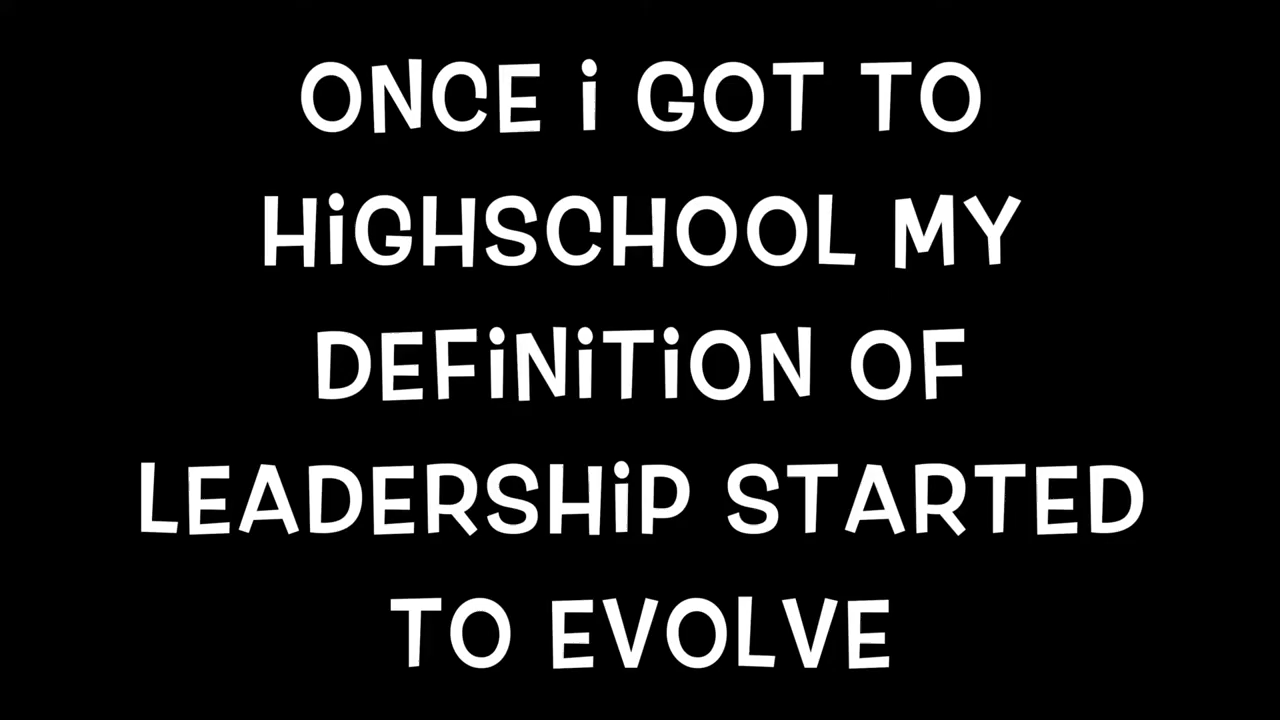 ONCE i GOT TO
HiGHSCHOOL MY
DEFiNiTiON OF
LEADERSHiP STARTED
TO EVOLVE